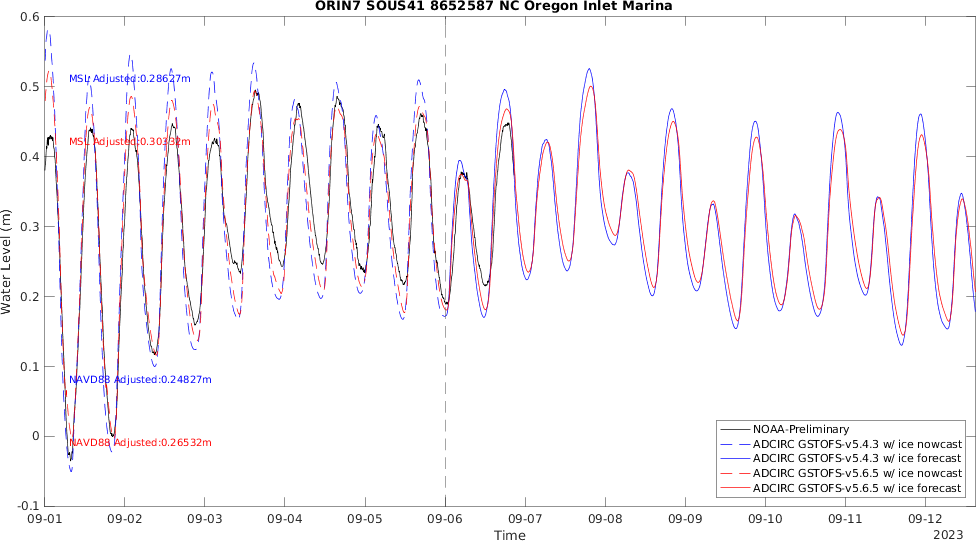 ORIN7 SOUS41 8652587 NC Oregon Inlet Marina
0.6
0.5
0.4
0.3
0.2
0.1
0
-0.1
Water Level (m)
MSL Adjusted:0.28627m
MSL Adjusted:0.30332m
NAVD88 Adjusted:0.24827m
NAVD88 Adjusted:0.26532m
NOAA-Preliminary
ADCIRC GSTOFS-v5.4.3 w/ ice nowcast
ADCIRC GSTOFS-v5.4.3 w/ ice forecast
ADCIRC GSTOFS-v5.6.5 w/ ice nowcast
ADCIRC GSTOFS-v5.6.5 w/ ice forecast
09-01 09-02 09-03 09-04 09-05 09-06 09-07 09-08 09-09 09-10 09-11 09-12
Time
2023